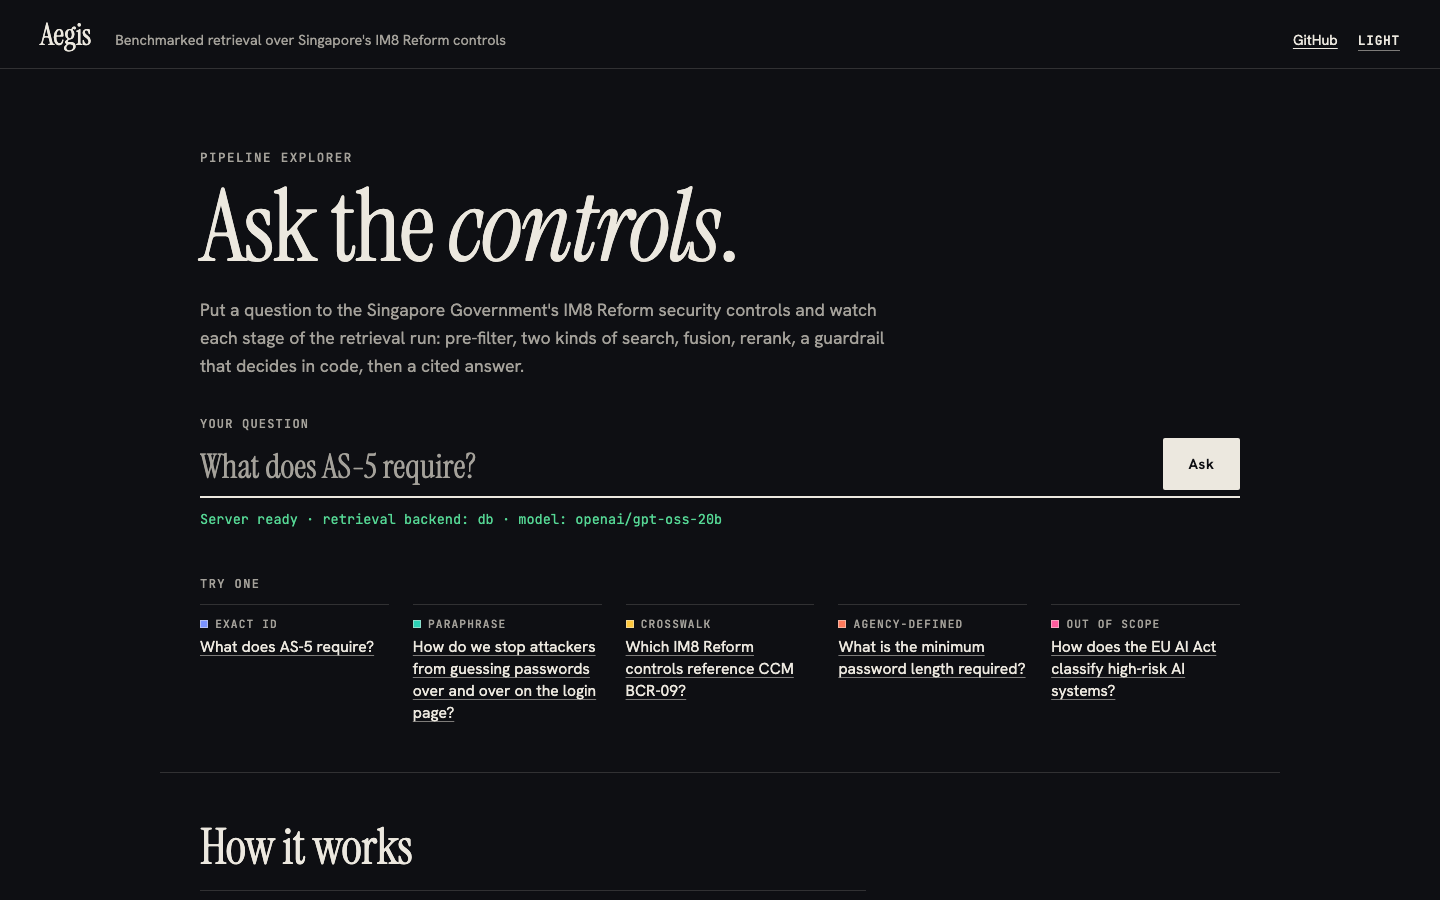 Aegis
Benchmarked retrieval over Singapore's IM8 Reform controls
GitHub
LIGHT
PIPELINE EXPLORER
Ask the controls.
Put a question to the Singapore Government's IM8 Reform security controls and watch
each stage of the retrieval run: pre-filter, two kinds of search, fusion, rerank, a guardrail
that decides in code, then a cited answer.
YOUR QUESTION
What does AS-5 require?
Ask
Server ready · retrieval backend: db · model: openai/gpt-oss-20b
TRY ONE
EXACT ID
What does AS-5 require?
PARAPHRASE
How do we stop attackers
from guessing passwords
over and over on the login
page?
CROSSWALK
Which IM8 Reform
controls reference CCM
BCR-09?
AGENCY-DEFINED
What is the minimum
password length required?
OUT OF SCOPE
How does the EU AI Act
classify high-risk AI
systems?
How it works